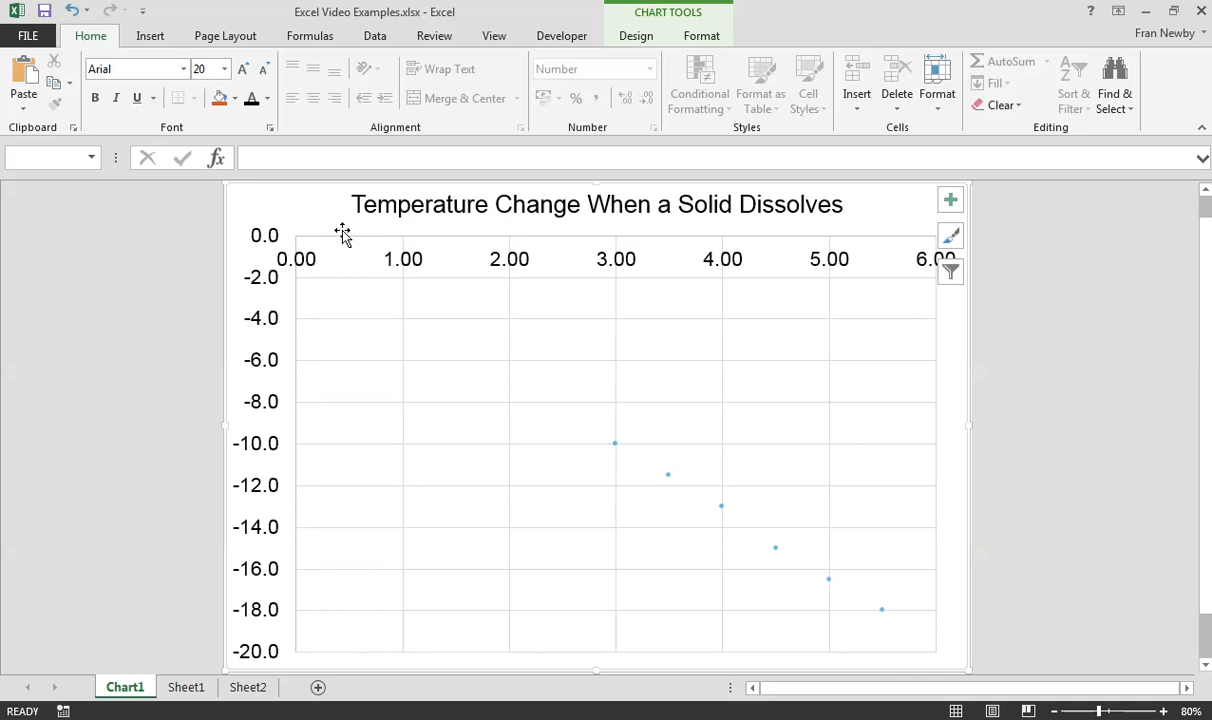 Excel Video Examples.xlsx - Excel
CHART TOOLS
FILE Home Insert Page Layout Formulas Data Review View Developer Design Format
Fran Newby
Paste
Arial 20
B I U A
Wrap Text
Merge & Center
Number
% ,
Conditional Formatting
Format as Table
Cell Styles
Insert Delete Format
AutoSum
Fill
Clear
Sort & Filter
Find & Select
Clipboard Font Alignment Number Styles Cells Editing
fx
Temperature Change When a Solid Dissolves
0.0
0.00 1.00 2.00 3.00 4.00 5.00 6.00
-2.0
-4.0
-6.0
-8.0
-10.0
-12.0
-14.0
-16.0
-18.0
-20.0
Chart1 Sheet1 Sheet2
READY 80%